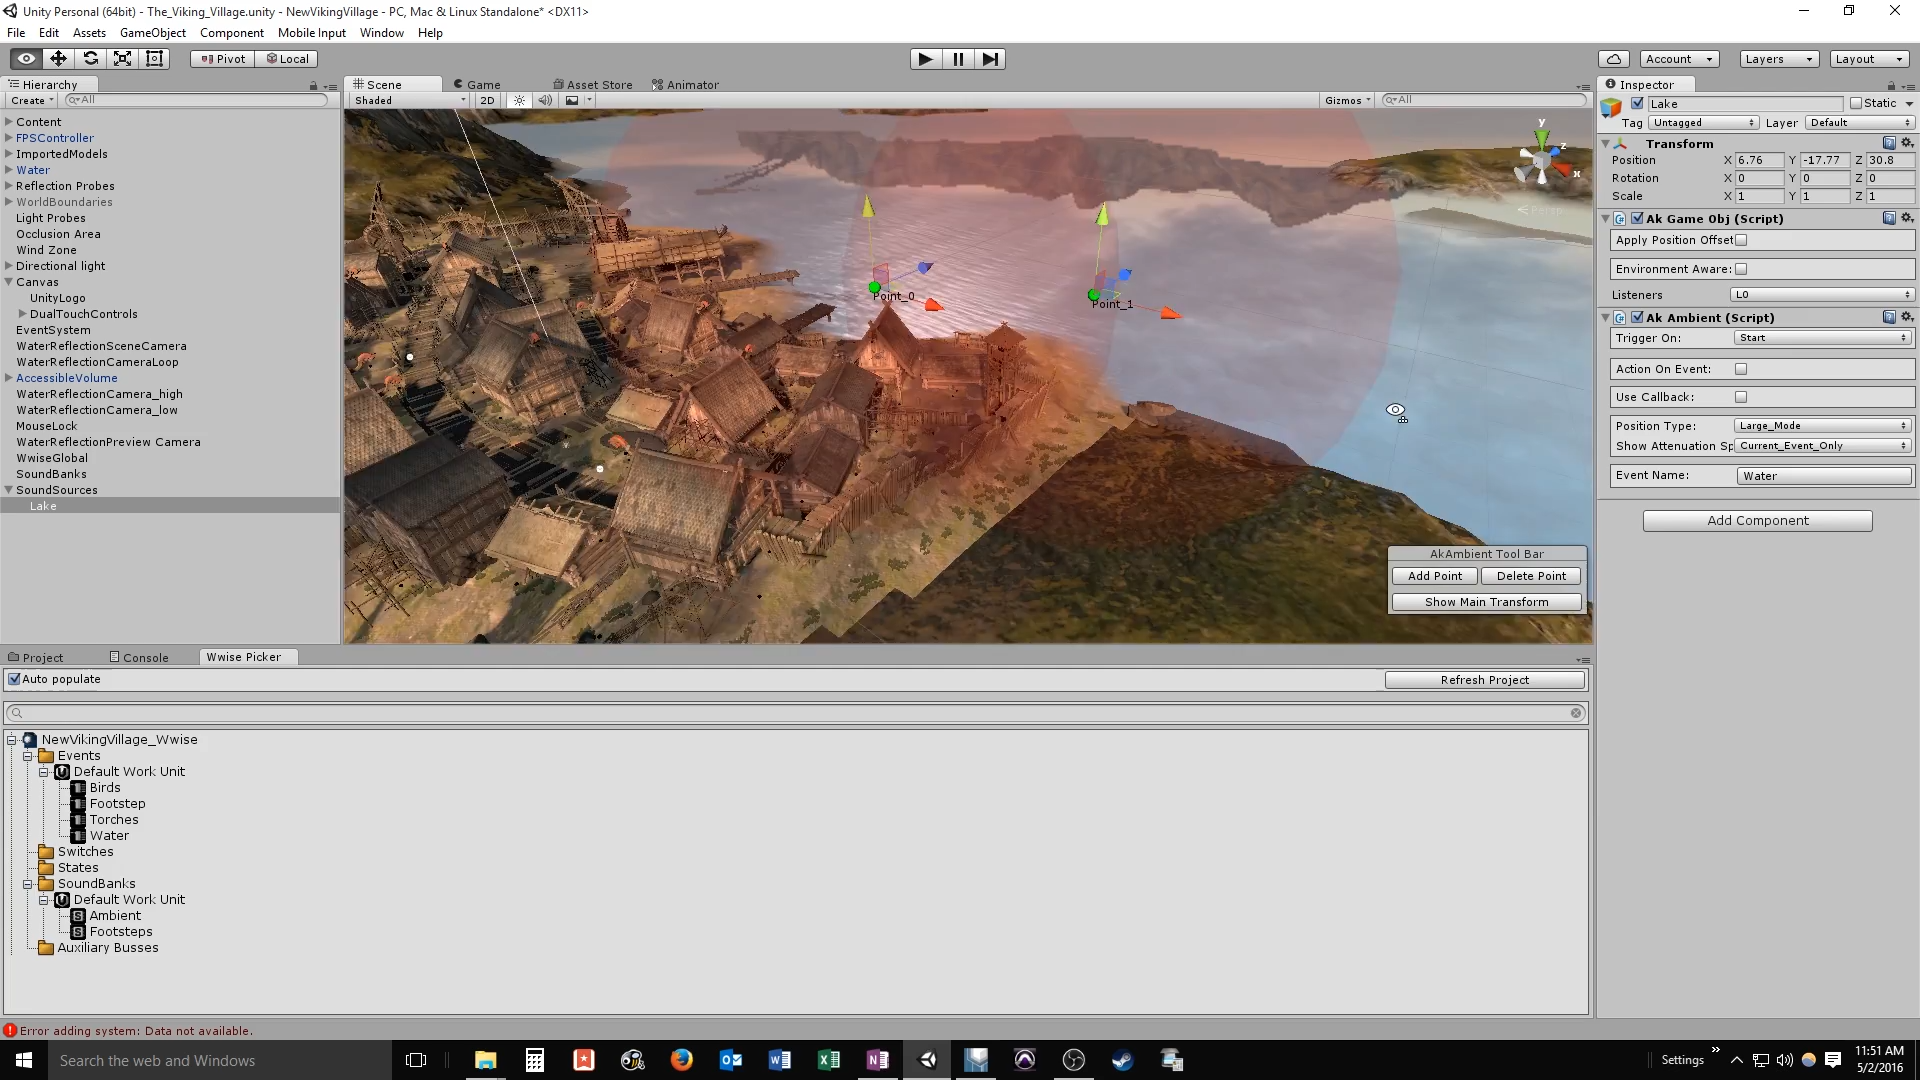 Unity Personal (64bit) - The_Viking_Village.unity - NewVikingVillage - PC, Mac & Linux Standalone* <DX11>
File Edit Assets GameObject Component Mobile Input Window Help
Pivot Local Account Layers Layout
Hierarchy
Create All
Content
FPSController
ImportedModels
Water
Reflection Probes
WorldBoundaries
Light Probes
Occlusion Area
Wind Zone
Directional light
Canvas
UnityLogo
DualTouchControls
EventSystem
WaterReflectionSceneCamera
WaterReflectionCameraLoop
AccessibleVolume
WaterReflectionCamera_high
WaterReflectionCamera_low
MouseLock
WaterReflectionPreview Camera
WwiseGlobal
SoundBanks
SoundSources
Lake
Scene Game Asset Store Animator
Shaded 2D Gizmos All
y
z
x
Persp
Point_0
Point_1
AkAmbient Tool Bar
Add Point Delete Point
Show Main Transform
Inspector
Lake Static
Tag Untagged Layer Default
Transform
Position X 6.76 Y -17.77 Z 30.8
Rotation X 0 Y 0 Z 0
Scale X 1 Y 1 Z 1
Ak Game Obj (Script)
Apply Position Offset
Environment Aware:
Listeners L0
Ak Ambient (Script)
Trigger On: Start
Action On Event:
Use Callback:
Position Type: Large_Mode
Show Attenuation Sp Current_Event_Only
Event Name: Water
Add Component
Project Console Wwise Picker
Auto populate Refresh Project
NewVikingVillage_Wwise
Events
Default Work Unit
Birds
Footstep
Torches
Water
Switches
States
SoundBanks
Default Work Unit
Ambient
Footsteps
Auxiliary Busses
Error adding system: Data not available.
Search the web and Windows
Settings
11:51 AM
5/2/2016